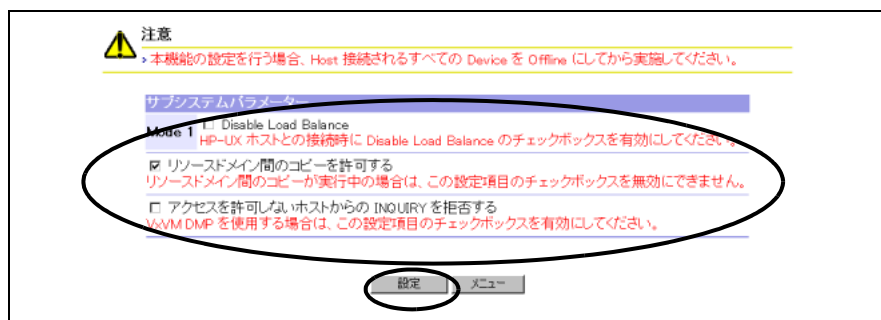 注意
本機能の設定を行う場合、Host 接続されるすべての Device を Offline にしてから実施してください。
サブシステムパラメーター
Mode 1 Disable Load Balance
HP-UX ホストとの接続時に Disable Load Balance のチェックボックスを有効にしてください。
リソースドメイン間のコピーを許可する
リソースドメイン間のコピーが実行中の場合は、この設定項目のチェックボックスを無効にできません。
アクセスを許可しないホストからの INQUIRY を拒否する
VxVM DMP を使用する場合は、この設定項目のチェックボックスを有効にしてください。
設定 メニュー